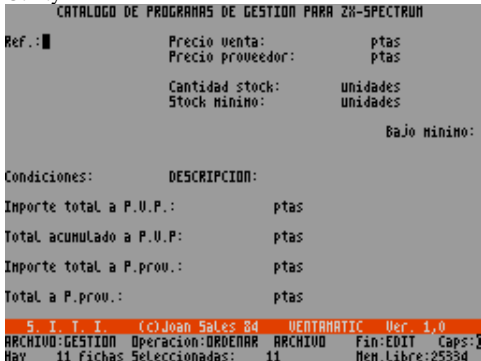 CATALOGO DE PROGRAMAS DE GESTION PARA ZX-SPECTRUM
Ref.: Precio venta: ptas
Precio proveedor: ptas
Cantidad stock: unidades
Stock minimo: unidades
Bajo minimo:
Condiciones: DESCRIPCION:
Importe total a P.V.P.: ptas
Total acumulado a P.V.P: ptas
Importe total a P.prov.: ptas
Total a P.prov.: ptas
S. I. T. I. (c)Joan Sales 84 VENTAMATIC Ver. 1,0
ARCHIVO:GESTION Operacion:ORDENAR ARCHIVO Fin:EDIT Caps:
Hay 11 fichas Seleccionadas: 11 Mem.Libre:25334